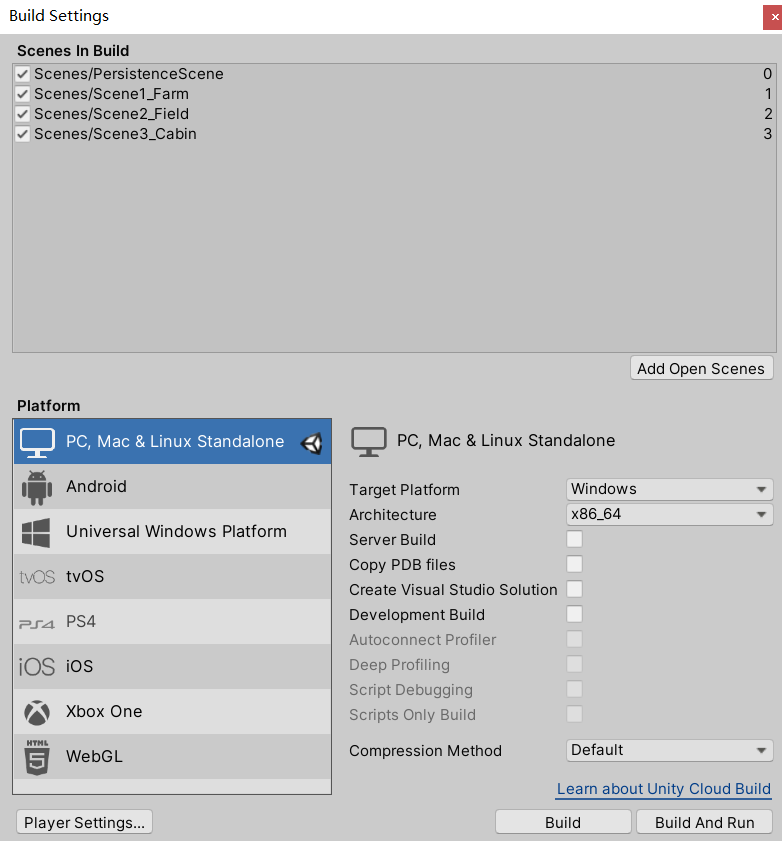 Build Settings
Scenes In Build
Scenes/PersistenceScene 0
Scenes/Scene1_Farm 1
Scenes/Scene2_Field 2
Scenes/Scene3_Cabin 3
Add Open Scenes
Platform
PC, Mac & Linux Standalone
Android
Universal Windows Platform
tvOS tvOS
PS4 PS4
iOS iOS
Xbox One
HTML 5 WebGL
PC, Mac & Linux Standalone
Target Platform Windows
Architecture x86_64
Server Build
Copy PDB files
Create Visual Studio Solution
Development Build
Autoconnect Profiler
Deep Profiling
Script Debugging
Scripts Only Build
Compression Method Default
Learn about Unity Cloud Build
Player Settings... Build Build And Run